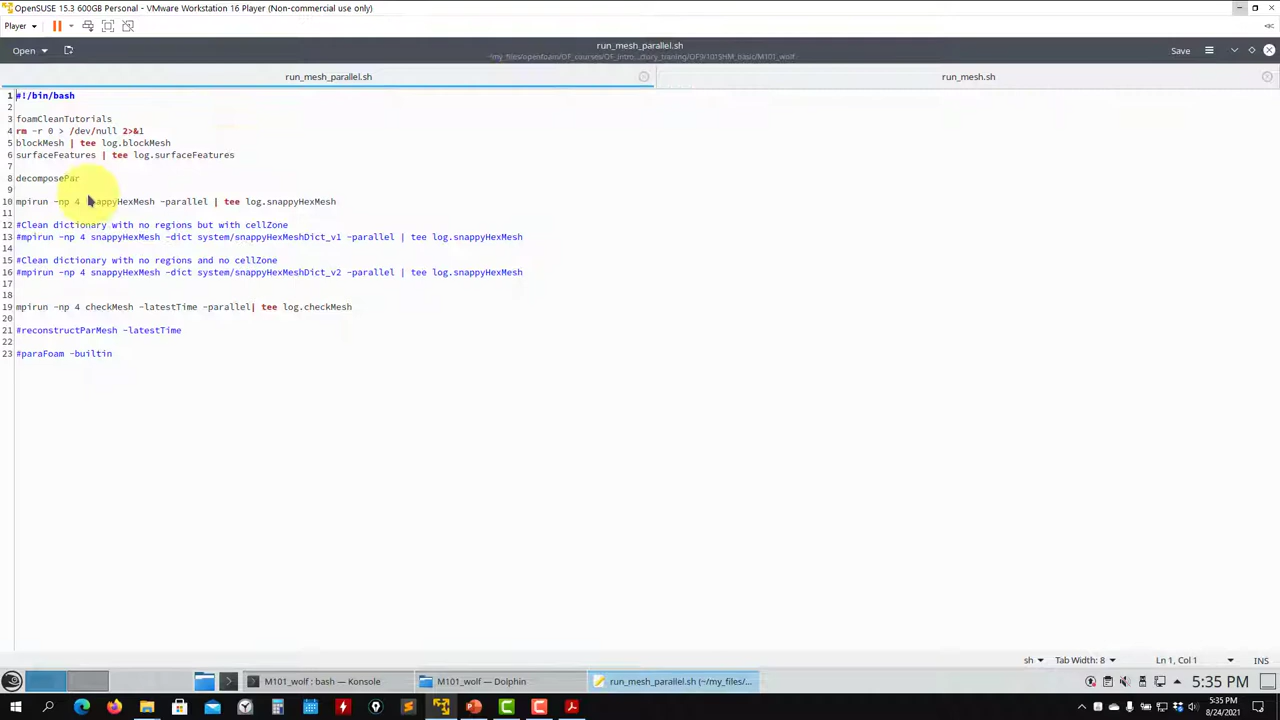 OpenSUSE 15.3 600GB Personal - VMware Workstation 16 Player (Non-commercial use only)
Player
Open
run_mesh_parallel.sh
Save
run_mesh_parallel.sh
run_mesh.sh
1 #!/bin/bash
2
3 foamCleanTutorials
4 rm -r 0 > /dev/null 2>&1
5 blockMesh | tee log.blockMesh
6 surfaceFeatures | tee log.surfaceFeatures
7
8 decomposePar
9
10 mpirun -np 4 snappyHexMesh -parallel | tee log.snappyHexMesh
11
12 #Clean dictionary with no regions but with cellZone
13 #mpirun -np 4 snappyHexMesh -dict system/snappyHexMeshDict_v1 -parallel | tee log.snappyHexMesh
14
15 #Clean dictionary with no regions and no cellZone
16 #mpirun -np 4 snappyHexMesh -dict system/snappyHexMeshDict_v2 -parallel | tee log.snappyHexMesh
17
18
19 mpirun -np 4 checkMesh -latestTime -parallel| tee log.checkMesh
20
21 #reconstructParMesh -latestTime
22
23 #paraFoam -builtin
sh
Tab Width: 8
Ln 1, Col 1
INS
M101_wolf : bash — Konsole
M101_wolf — Dolphin
run_mesh_parallel.sh (~/my_files/...
5:35 PM
5:35 PM
8/24/2021